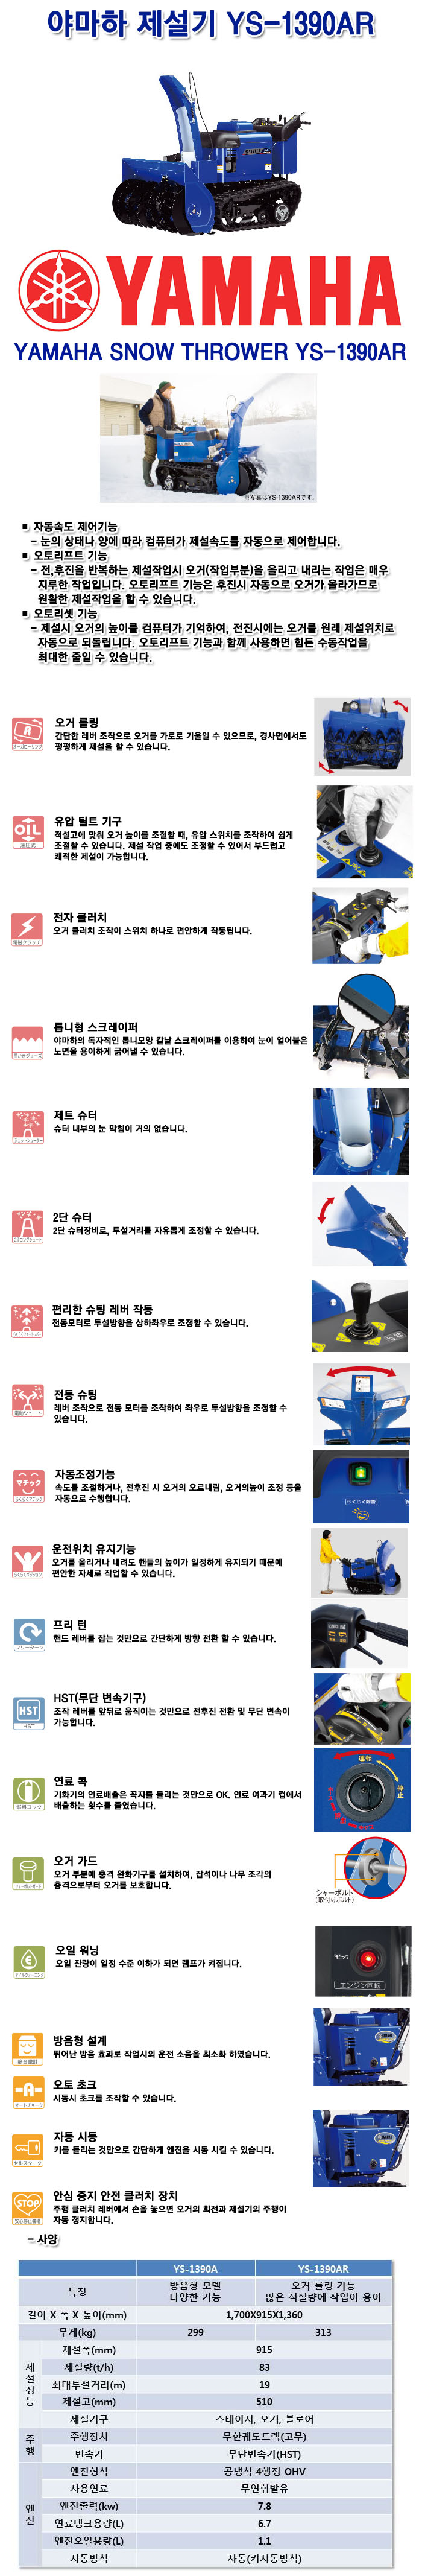 야마하 제설기 YS-1390AR
YAMAHA
YAMAHA SNOW THROWER YS-1390AR
※写真はYS-1390ARです。
■ 자동속도 제어기능
- 눈의 상태나 양에 따라 컴퓨터가 제설속도를 자동으로 제어합니다.
■ 오토리프트 기능
- 전,후진을 반복하는 제설작업시 오거(작업부분)을 올리고 내리는 작업은 매우
지루한 작업입니다. 오토리프트 기능은 후진시 자동으로 오거가 올라가므로
원활한 제설작업을 할 수 있습니다.
■ 오토리셋 기능
- 제설시 오거의 높이를 컴퓨터가 기억하여, 전진시에는 오거를 원래 제설위치로
자동으로 되돌립니다. 오토리프트 기능과 함께 사용하면 힘든 수동작업을
최대한 줄일 수 있습니다.
R
オーガローリング
오거 롤링
간단한 레버 조작으로 오거를 가로로 기울일 수 있으므로, 경사면에서도
평평하게 제설을 할 수 있습니다.
OIL
油圧式
유압 틸트 기구
적설고에 맞춰 오거 높이를 조절할 때, 유압 스위치를 조작하여 쉽게
조절할 수 있습니다. 제설 작업 중에도 조정할 수 있어서 부드럽고
쾌적한 제설이 가능합니다.
電磁クラッチ
전자 클러치
오거 클러치 조작이 스위치 하나로 편안하게 작동됩니다.
톱니형 스크레이퍼
야마하의 독자적인 톱니모양 칼날 스크레이퍼를 이용하여 눈이 얼어붙은
노면을 용이하게 긁어낼 수 있습니다.
ジェットシューター
제트 슈터
슈터 내부의 눈 막힘이 거의 없습니다.
2단 슈터
2단 슈터장비로, 투설거리를 자유롭게 조정할 수 있습니다.
편리한 슈팅 레버 작동
전동모터로 투설방향을 상하좌우로 조정할 수 있습니다.
電動シュート
전동 슈팅
레버 조작으로 전동 모터를 조작하여 좌우로 투설방향을 조정할 수
있습니다.
マチック
らくらくマチック
자동조정기능
속도를 조절하거나, 전후진 시 오거의 오르내림, 오거의높이 조정 등을
자동으로 수행합니다.
らくらく除雪
らくらくポジション
운전위치 유지기능
오거를 올리거나 내려도 핸들의 높이가 일정하게 유지되기 때문에
편안한 자세로 작업할 수 있습니다.
フリーターン
프리 턴
핸드 레버를 잡는 것만으로 간단하게 방향 전환 할 수 있습니다.
HST
HST
HST(무단 변속기구)
조작 레버를 앞뒤로 움직이는 것만으로 전후진 전환 및 무단 변속이
가능합니다.
燃料コック
연료 콕
기화기의 연료배출은 꼭지를 돌리는 것만으로 OK. 연료 여과기 컵에서
배출하는 횟수를 줄였습니다.
運転
停止
シャーボルトガード
오거 가드
오거 부분에 충격 완화기구를 설치하여, 잡석이나 나무 조각의
충격으로부터 오거를 보호합니다.
シャーボルト
(取付けボルト)
オイルウォーニング
오일 워닝
오일 잔량이 일정 수준 이하가 되면 램프가 켜집니다.
エンジン回転
静音設計
방음형 설계
뛰어난 방음 효과로 작업시의 운전 소음을 최소화 하였습니다.
A
オートチョーク
오토 초크
시동시 초크를 조작할 수 있습니다.
セルスタータ
자동 시동
키를 돌리는 것만으로 간단하게 엔진을 시동 시킬 수 있습니다.
STOP
安心停止機構
안심 중지 안전 클러치 장치
주행 클러치 레버에서 손을 놓으면 오거의 회전과 제설기의 주행이
자동 정지합니다.
- 사양
YS-1390A YS-1390AR
특징 방음형 모델 다양한 기능 오거 롤링 기능 많은 적설량에 작업이 용이
길이 X 폭 X 높이(mm) 1,700X915X1,360
무게(kg) 299 313
제설성능 제설폭(mm) 915
제설량(t/h) 83
최대투설거리(m) 19
제설고(mm) 510
제설기구 스테이지, 오거, 블로어
주행 주행장치 무한궤도트랙(고무)
변속기 무단변속기(HST)
엔진 엔진형식 공냉식 4행정 OHV
사용연료 무연휘발유
엔진출력(kw) 7.8
연료탱크용량(L) 6.7
엔진오일용량(L) 1.1
시동방식 자동(키시동방식)